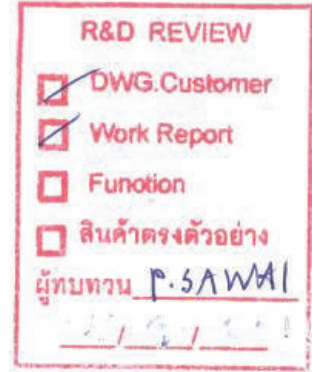 R&D REVIEW
DWG.Customer
Work Report
Function
สินค้าตรงตัวอย่าง
ผู้ทบทวน P.SAWAI